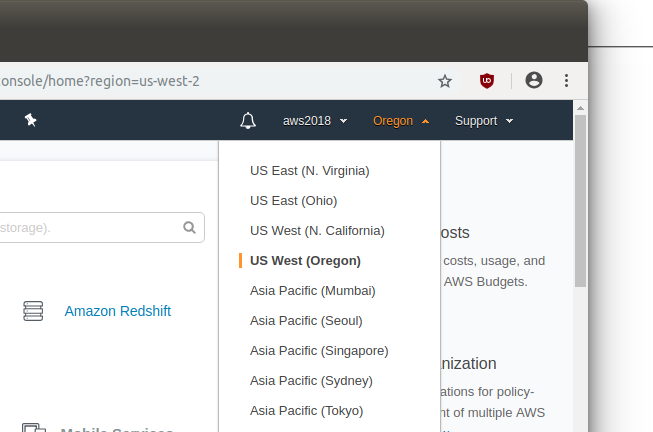 onsole/home?region=us-west-2
aws2018
Oregon
Support
US East (N. Virginia)
US East (Ohio)
US West (N. California)
US West (Oregon)
Asia Pacific (Mumbai)
Asia Pacific (Seoul)
Asia Pacific (Singapore)
Asia Pacific (Sydney)
Asia Pacific (Tokyo)
storage).
Amazon Redshift
Mobile Services
osts
costs, usage, and
AWS Budgets.
nization
ations for policy-
nt of multiple AWS